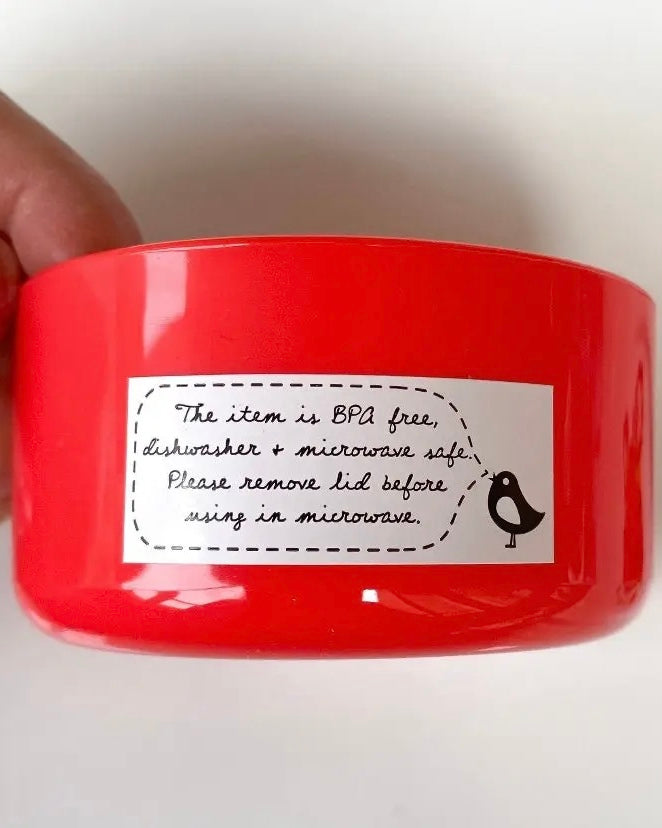 The item is BPA free,
dishwasher + microwave safe.
Please remove lid before
using in microwave.